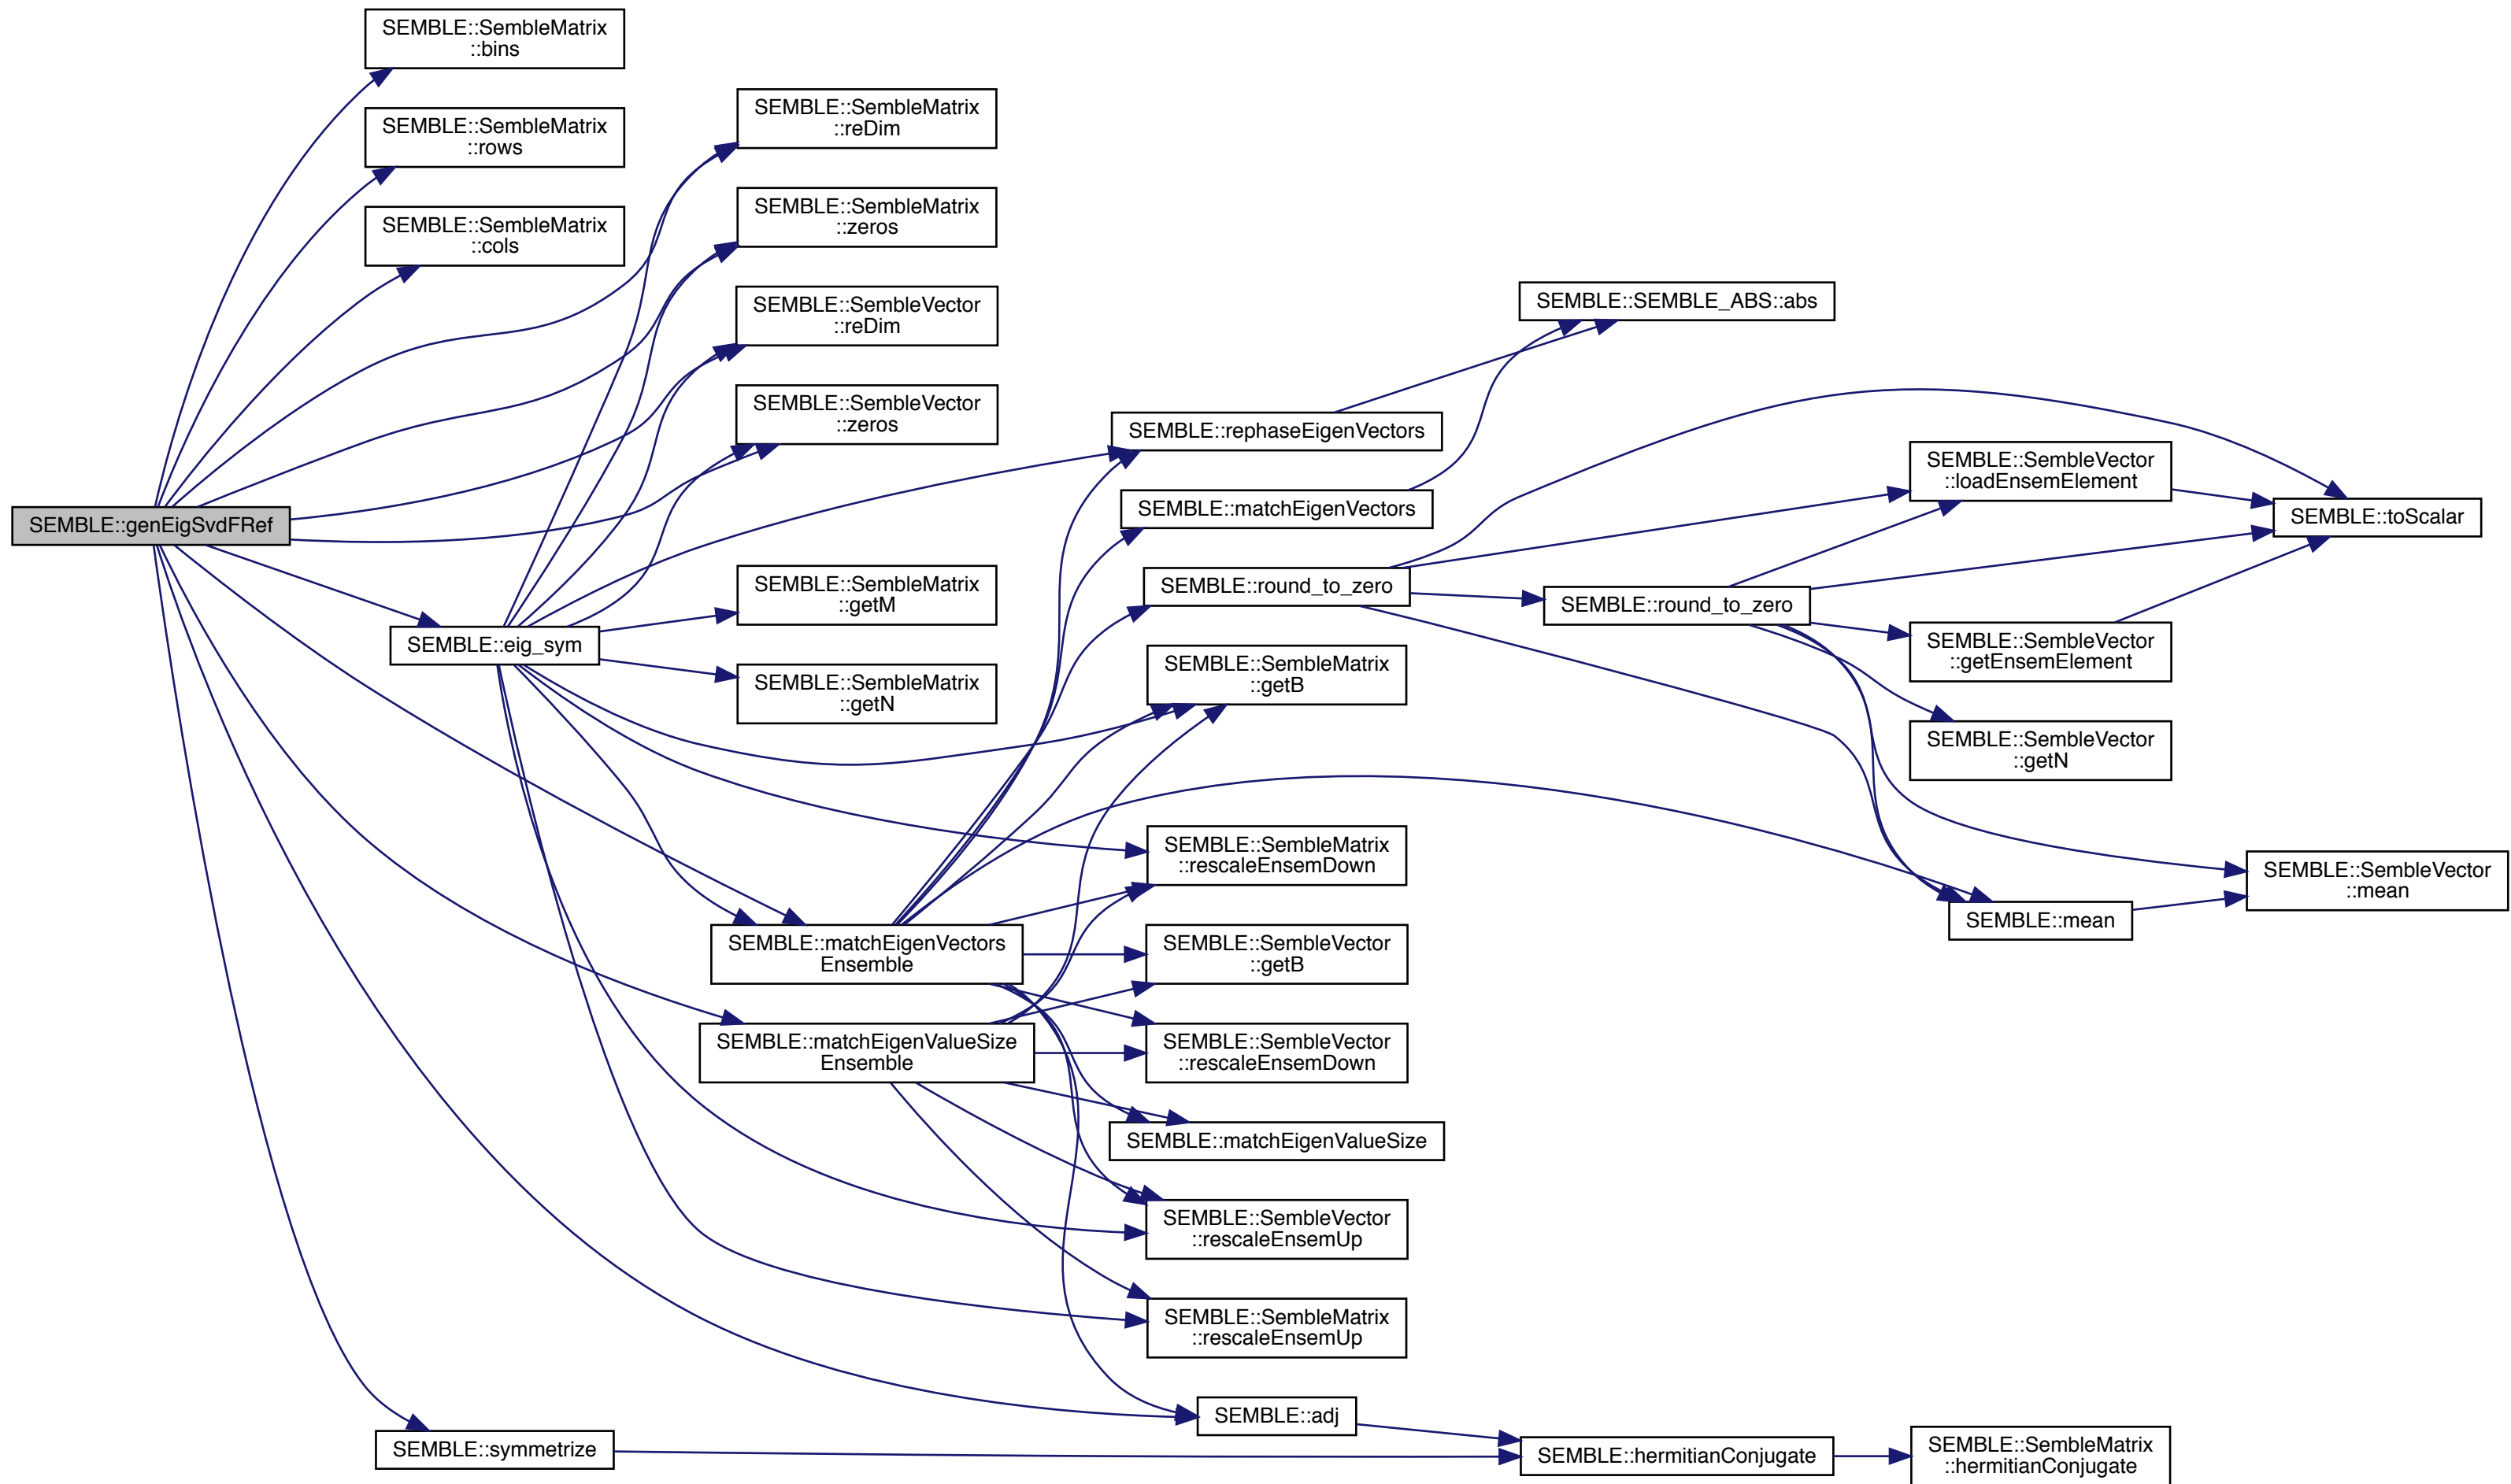 SEMBLE::SembleMatrix
::bins
SEMBLE::SembleMatrix
::rows
SEMBLE::SembleMatrix
::cols
SEMBLE::genEigSvdFRef
SEMBLE::eig_sym
SEMBLE::symmetrize
SEMBLE::SembleMatrix
::reDim
SEMBLE::SembleMatrix
::zeros
SEMBLE::SembleVector
::reDim
SEMBLE::SembleVector
::zeros
SEMBLE::SembleMatrix
::getM
SEMBLE::SembleMatrix
::getN
SEMBLE::matchEigenVectors
Ensemble
SEMBLE::matchEigenValueSize
Ensemble
SEMBLE::rephaseEigenVectors
SEMBLE::matchEigenVectors
SEMBLE::round_to_zero
SEMBLE::SembleMatrix
::getB
SEMBLE::SembleMatrix
::rescaleEnsemDown
SEMBLE::SembleVector
::getB
SEMBLE::SembleVector
::rescaleEnsemDown
SEMBLE::matchEigenValueSize
SEMBLE::SembleVector
::rescaleEnsemUp
SEMBLE::SembleMatrix
::rescaleEnsemUp
SEMBLE::adj
SEMBLE::SEMBLE_ABS::abs
SEMBLE::round_to_zero
SEMBLE::hermitianConjugate
SEMBLE::SembleVector
::loadEnsemElement
SEMBLE::SembleVector
::getEnsemElement
SEMBLE::SembleVector
::getN
SEMBLE::mean
SEMBLE::SembleMatrix
::hermitianConjugate
SEMBLE::toScalar
SEMBLE::SembleVector
::mean